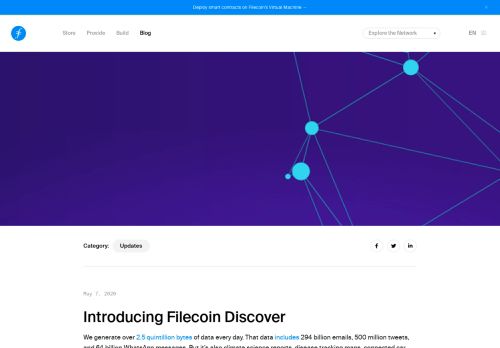 Deploy smart contracts on Filecoin's Virtual Machine →
Store Provide Build Blog
Explore the Network
EN
Category: Updates
May 7, 2020
Introducing Filecoin Discover
We generate over 2.5 quintillion bytes of data every day. That data includes 294 billion emails, 500 million tweets,
and 64 billion WhatsApp messages. But it's also climate science reports, disease tracking maps, connected car